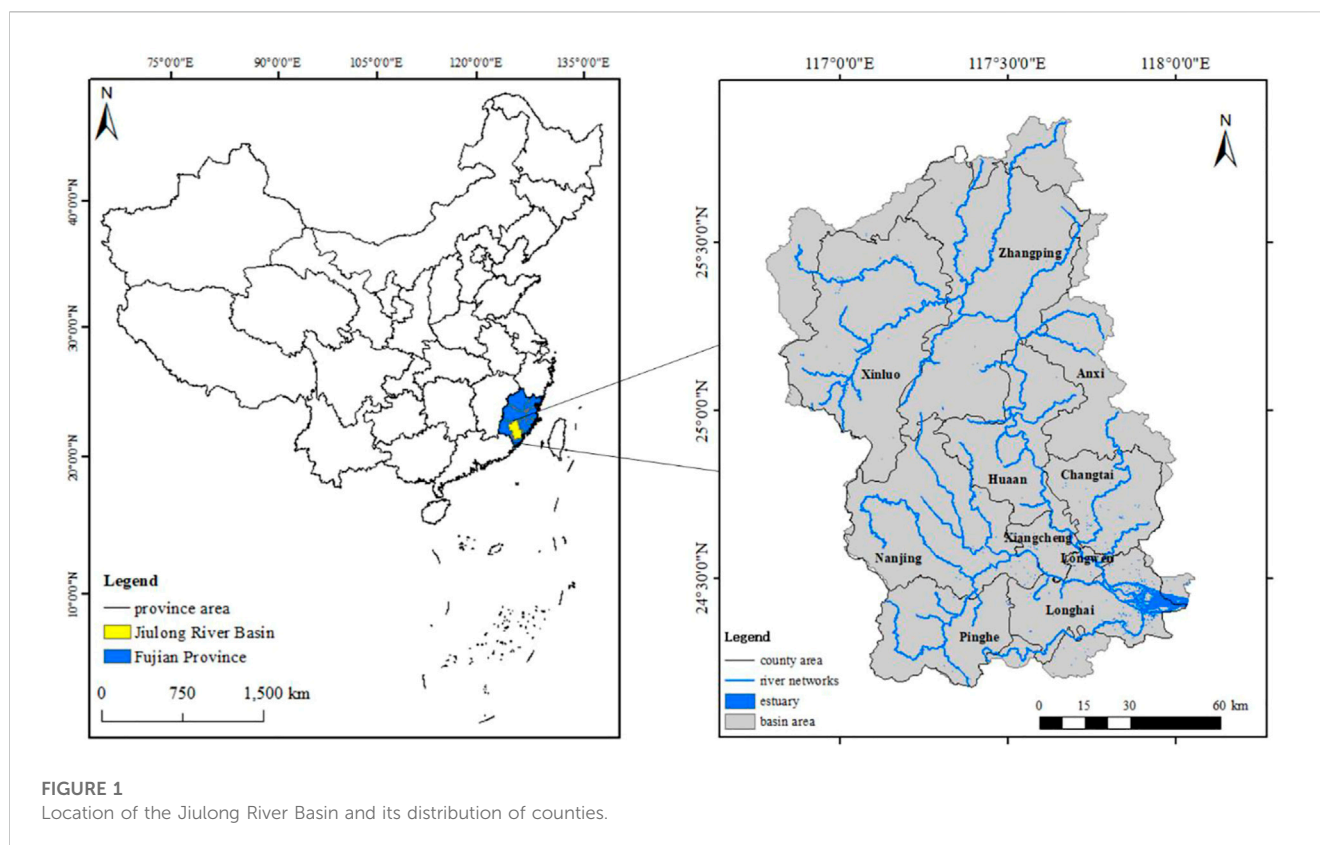 75°0'0"E
90°0'0"E
105°0'0"E
120°0'0"E
135°0'0"E
N
40°0'0"N
30°0'0"N
20°0'0"N
10°0'0"N
Legend
province area
Jiulong River Basin
Fujian Province
0 750 1,500 km
117°0'0"E
117°30'0"E
118°0'0"E
N
25°30'0"N
25°0'0"N
24°30'0"N
Zhangping
Xinluo
Anxi
Huaan
Changtai
Xiangcheng
Longwen
Nanjing
Longhai
Pinghe
Legend
county area
river networks
estuary
basin area
0 15 30 60 km
FIGURE 1
Location of the Jiulong River Basin and its distribution of counties.